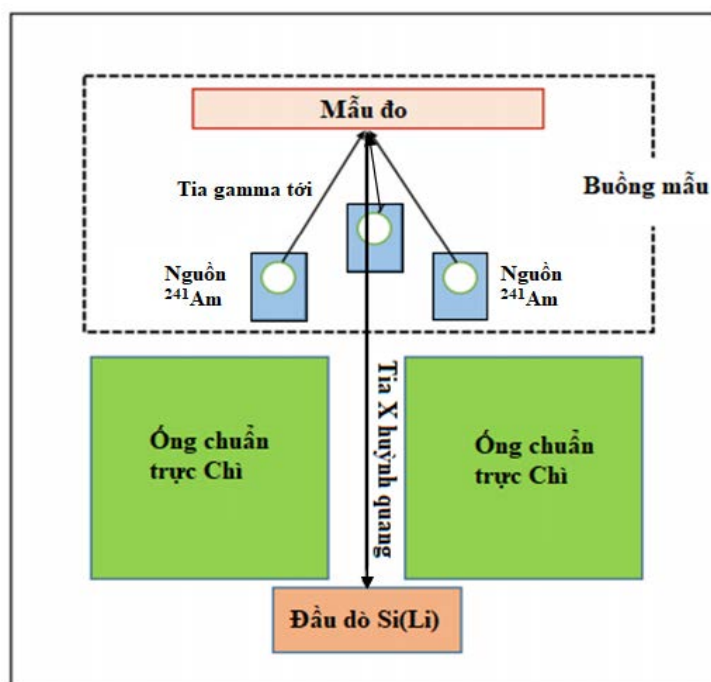 Mẫu đo
Tia gamma tới
Buồng mẫu
Nguồn
²⁴¹Am
Nguồn
²⁴¹Am
Ống chuẩn
trực Chì
Tia X huỳnh quang
Ống chuẩn
trực Chì
Đầu dò Si(Li)